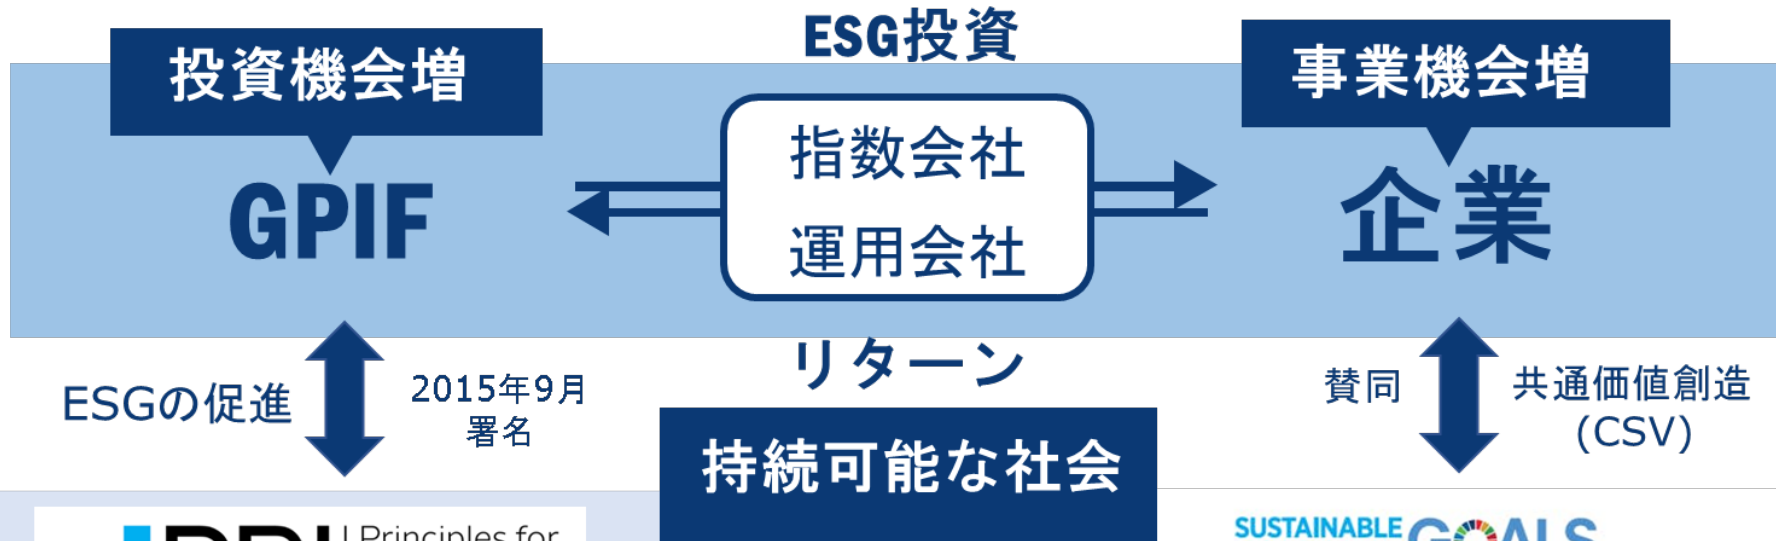 ESG投資
投資機会増
事業機会増
指数会社
運用会社
GPIF
企業
リターン
ESGの促進
2015年9月
署名
賛同
共通価値創造
(CSV)
持続可能な社会
PRI
Principles for
SUSTAINABLE
GOALS